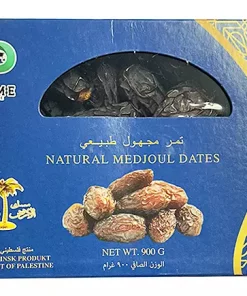 تمر مجهول طبيعي
NATURAL MEDJOUL DATES
NET WT. 900 G
الوزن الصافي ٩٠٠ غرام
منتج فلسطيني
INSK PRODUKT
T OF PALESTINE